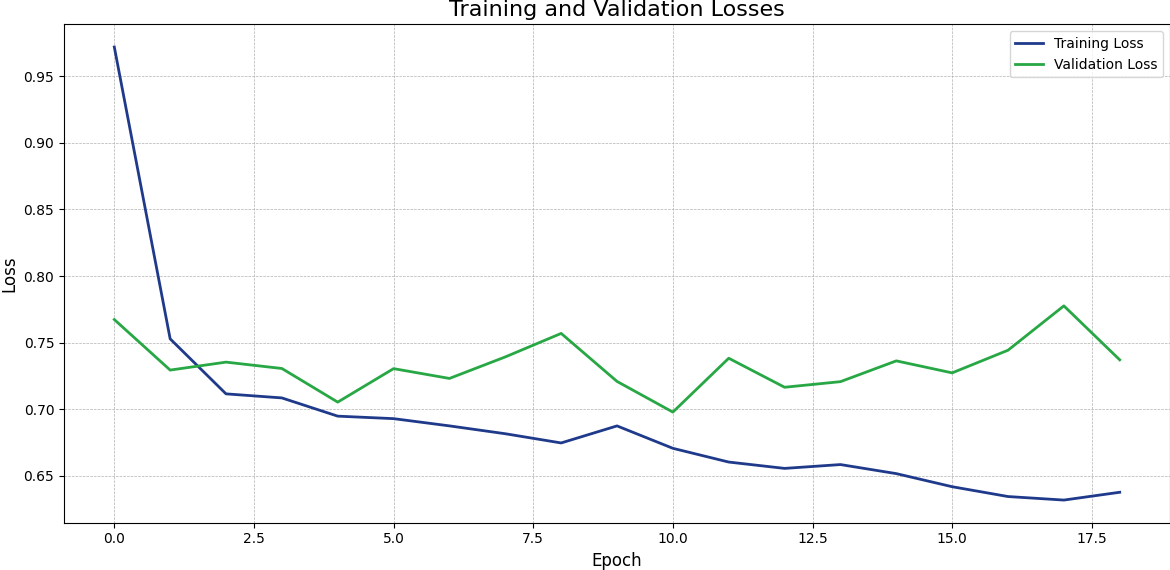 Training and Validation Losses
Training Loss
Validation Loss
Loss
0.95
0.90
0.85
0.80
0.75
0.70
0.65
0.0 2.5 5.0 7.5 10.0 12.5 15.0 17.5
Epoch